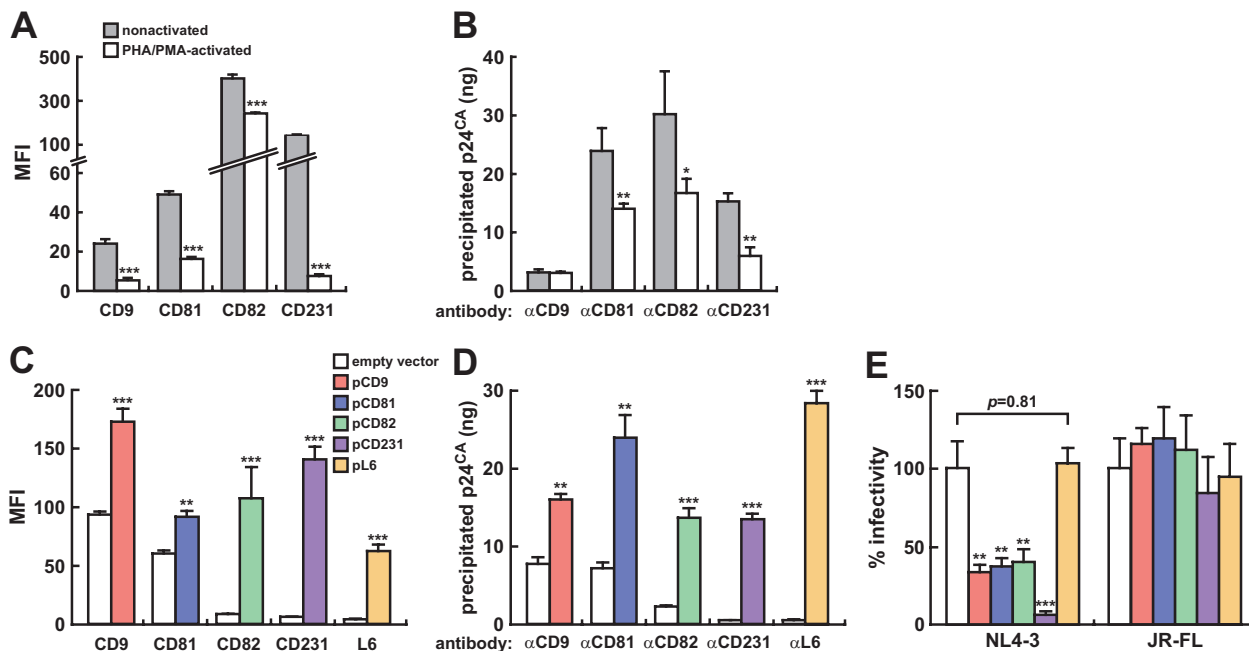 A
nonactivated
PHA/PMA-activated
MFI
500
300
100
60
40
20
0
***
***
***
***
CD9 CD81 CD82 CD231
B
precipitated p24CA (ng)
40
30
20
10
0
**
*
**
antibody: αCD9 αCD81 αCD82 αCD231
C
empty vector
pCD9
pCD81
pCD82
pCD231
pL6
MFI
200
150
100
50
0
***
**
***
***
***
CD9 CD81 CD82 CD231 L6
D
precipitated p24CA (ng)
30
20
10
0
**
**
***
***
***
antibody: αCD9 αCD81 αCD82 αCD231 αL6
E
% infectivity
150
100
50
0
p=0.81
**
**
**
***
NL4-3 JR-FL